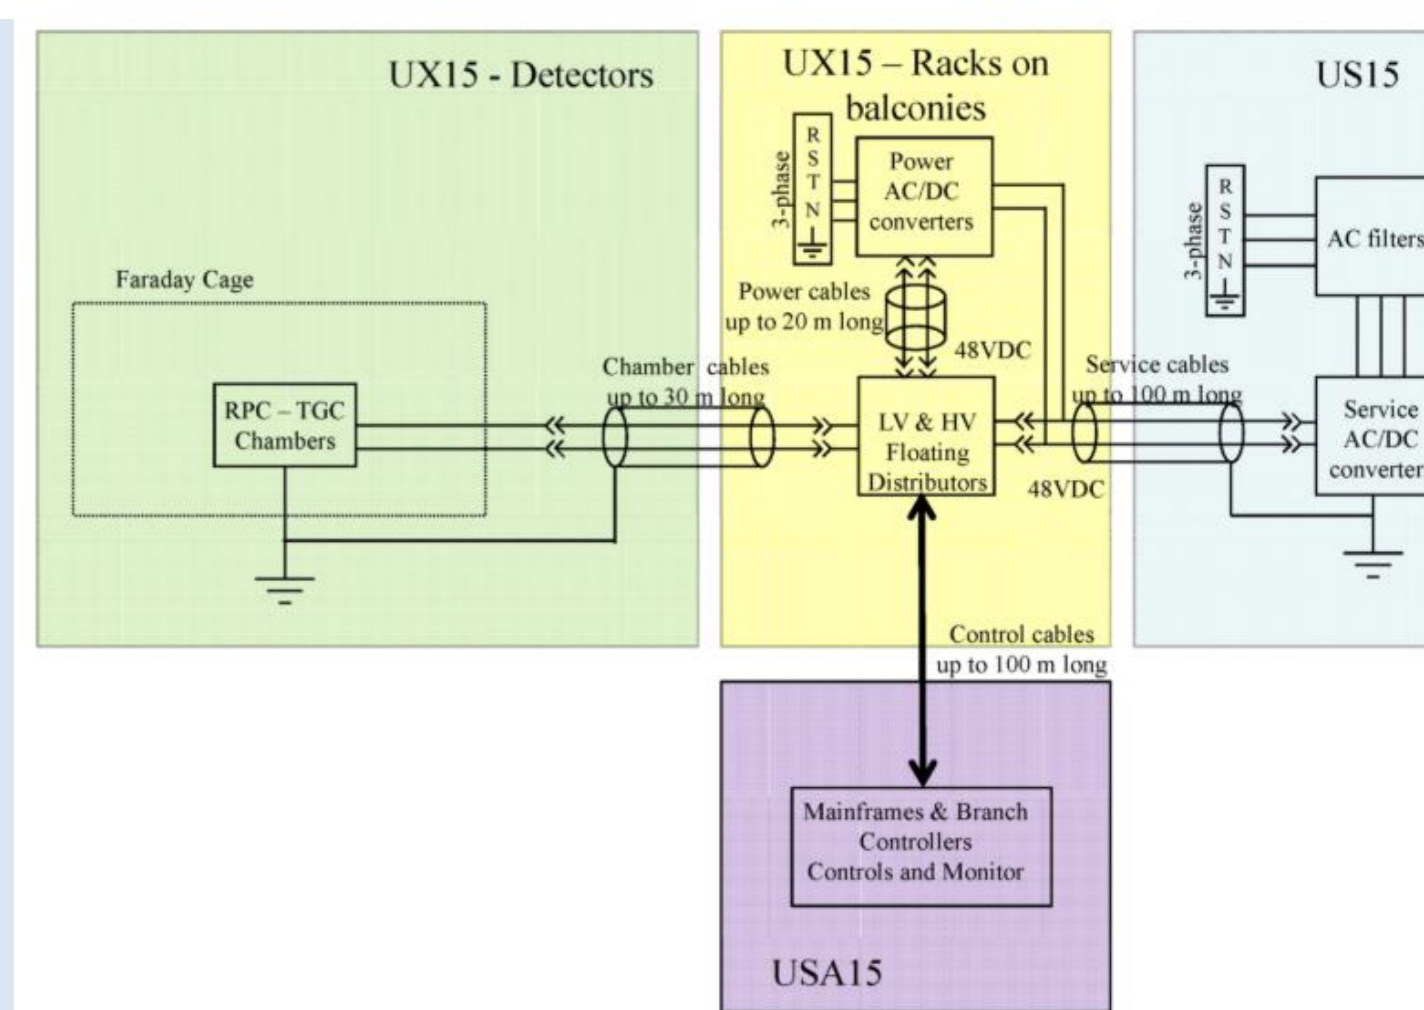 UX15 - Detectors
Faraday Cage
RPC – TGC
Chambers
Chamber cables
up to 30 m long
UX15 – Racks on
balconies
3-phase
R
S
T
N
Power
AC/DC
converters
Power cables
up to 20 m long
48VDC
LV & HV
Floating
Distributors
48VDC
Service cables
up to 100 m long
US15
3-phase
R
S
T
N
AC filters
Service
AC/DC
converter
Control cables
up to 100 m long
Mainframes & Branch
Controllers
Controls and Monitor
USA15